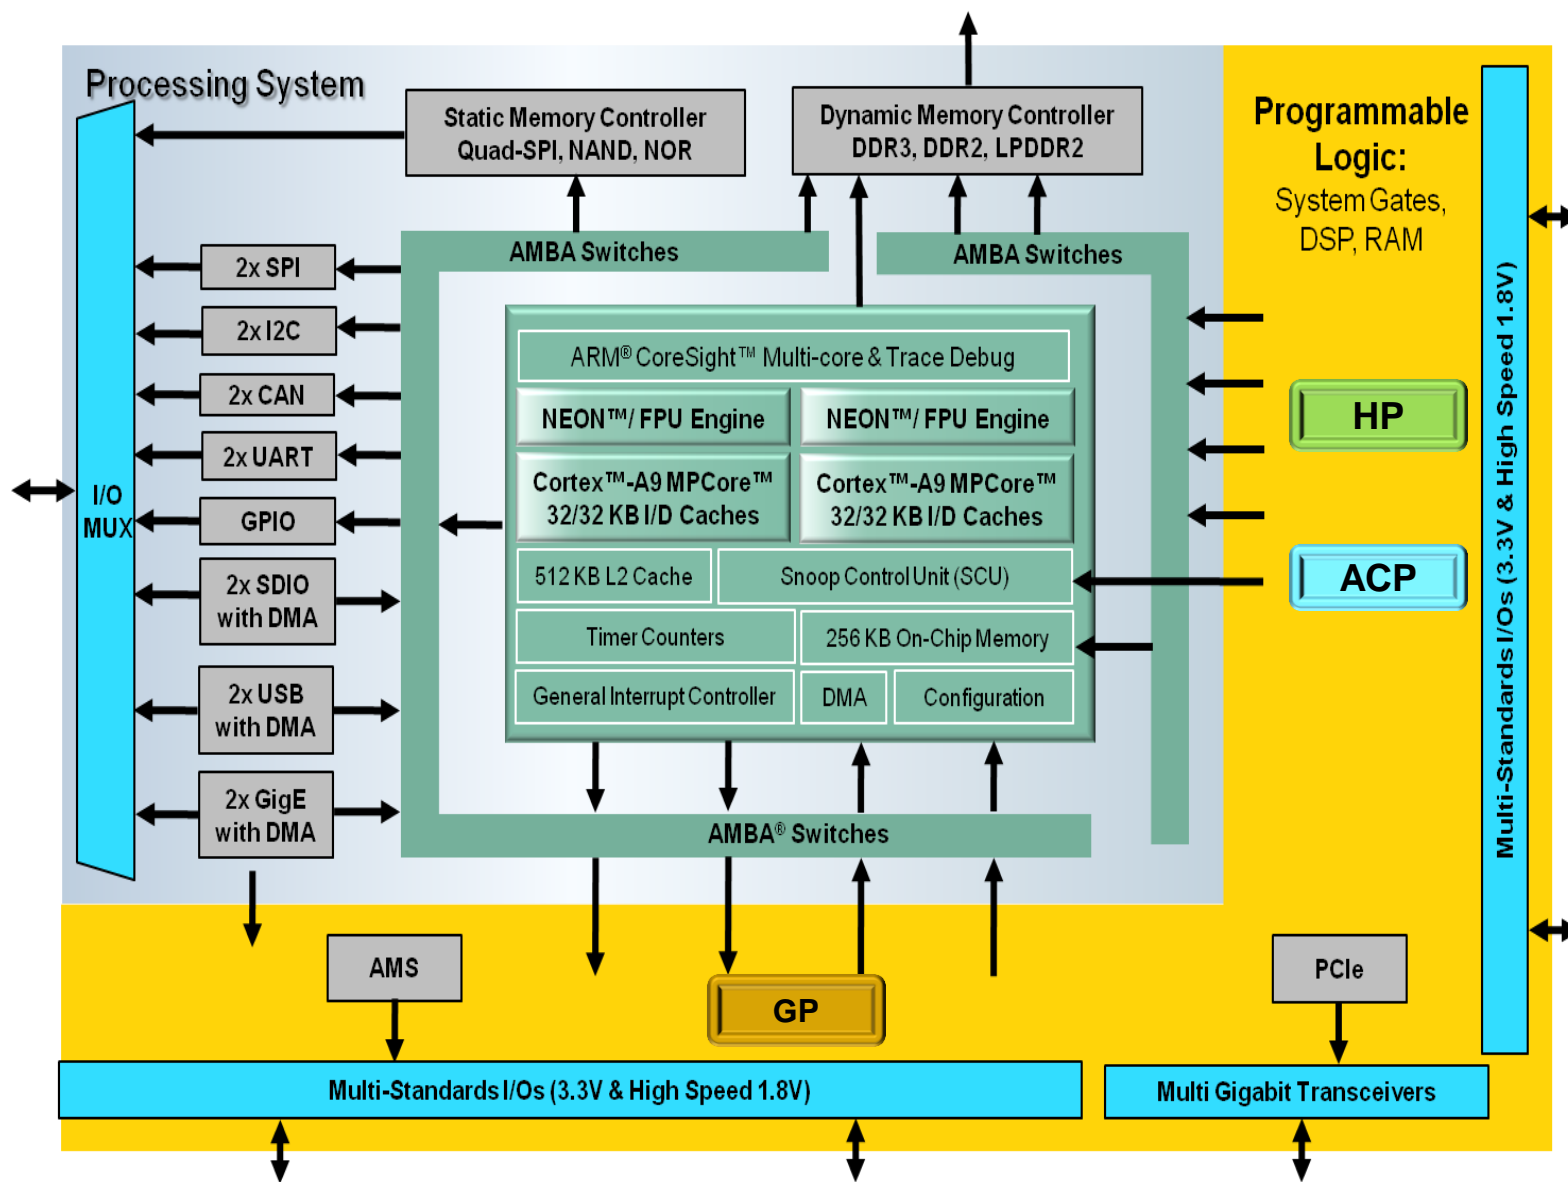 Processing System
Static Memory Controller
Quad-SPI, NAND, NOR
Dynamic Memory Controller
DDR3, DDR2, LPDDR2
Programmable
Logic:
System Gates,
DSP, RAM
AMBA Switches
AMBA Switches
2x SPI
2x I2C
2x CAN
2x UART
GPIO
2x SDIO
with DMA
2x USB
with DMA
2x GigE
with DMA
I/O
MUX
ARM® CoreSight™ Multi-core & Trace Debug
NEON™/ FPU Engine
NEON™/ FPU Engine
Cortex™-A9 MPCore™
32/32 KB I/D Caches
Cortex™-A9 MPCore™
32/32 KB I/D Caches
512 KB L2 Cache
Snoop Control Unit (SCU)
Timer Counters
256 KB On-Chip Memory
General Interrupt Controller
DMA
Configuration
AMBA® Switches
HP
ACP
Multi-Standards I/Os (3.3V & High Speed 1.8V)
AMS
GP
PCIe
Multi-Standards I/Os (3.3V & High Speed 1.8V)
Multi Gigabit Transceivers